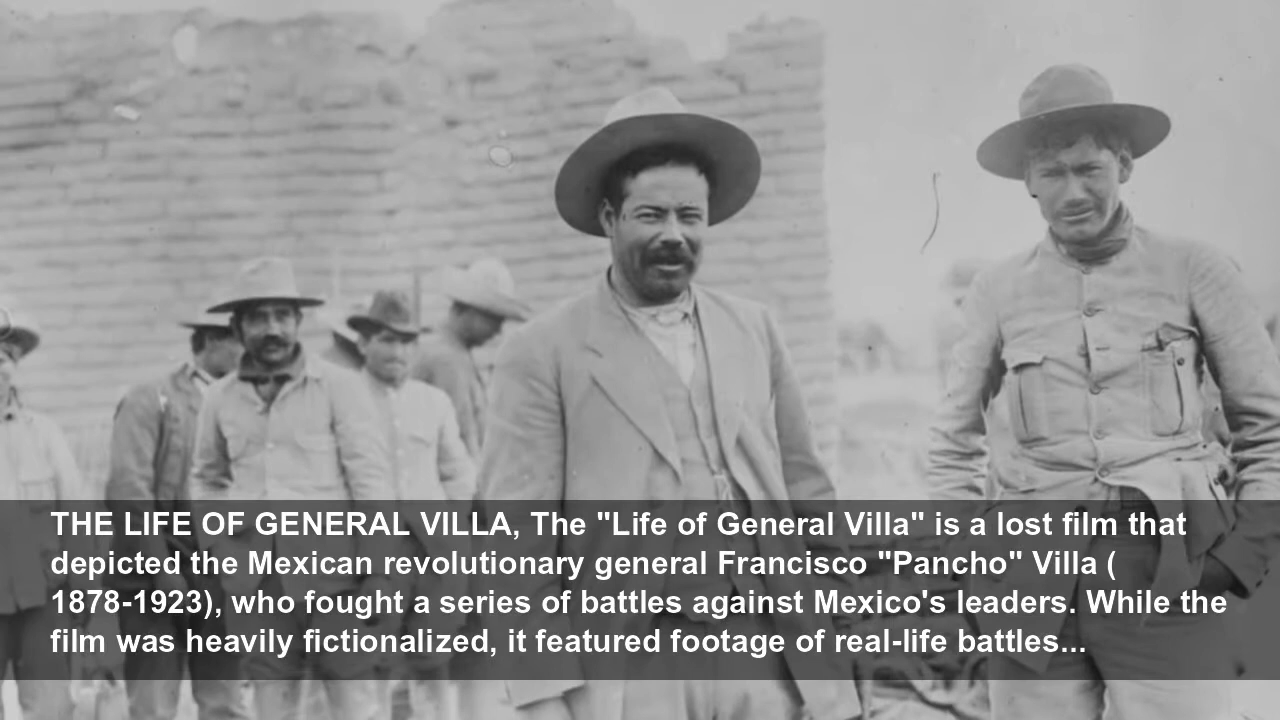 THE LIFE OF GENERAL VILLA, The "Life of General Villa" is a lost film that
depicted the Mexican revolutionary general Francisco "Pancho" Villa (
1878-1923), who fought a series of battles against Mexico's leaders. While the
film was heavily fictionalized, it featured footage of real-life battles...